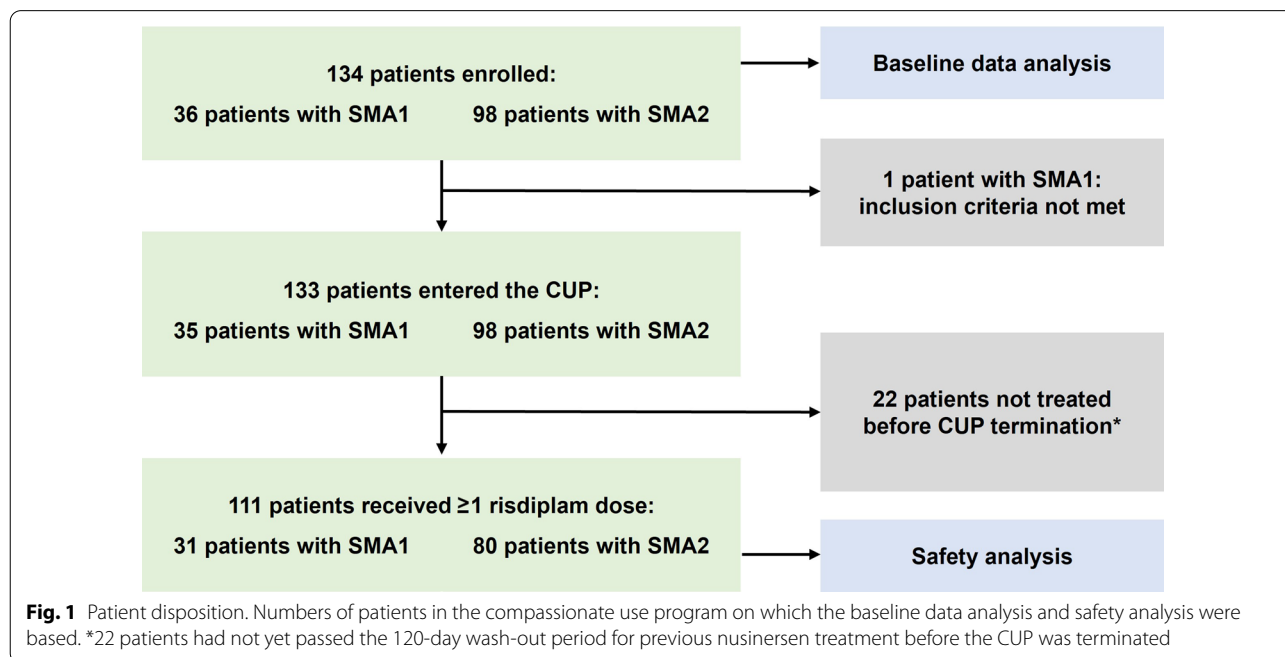 134 patients enrolled:
36 patients with SMA1 98 patients with SMA2
Baseline data analysis
1 patient with SMA1:
inclusion criteria not met
133 patients entered the CUP:
35 patients with SMA1 98 patients with SMA2
22 patients not treated
before CUP termination*
111 patients received ≥1 risdiplam dose:
31 patients with SMA1 80 patients with SMA2
Safety analysis
Fig. 1 Patient disposition. Numbers of patients in the compassionate use program on which the baseline data analysis and safety analysis were
based. *22 patients had not yet passed the 120-day wash-out period for previous nusinersen treatment before the CUP was terminated